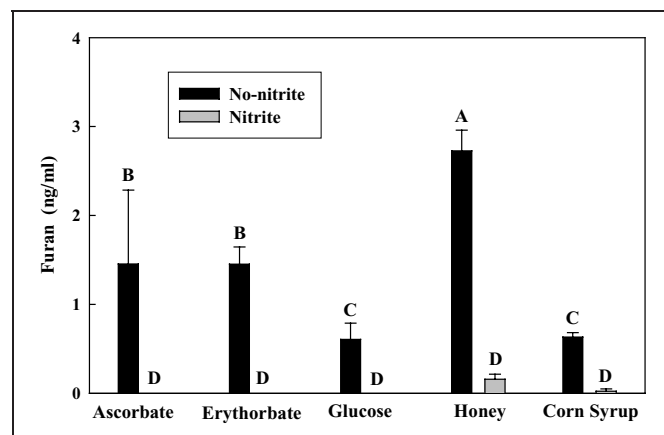 4
No-nitrite
Nitrite
A
3
B
B
2
Furan (ng/ml)
C
C
1
D
D
D
D
D
0
Ascorbate
Erythorbate
Glucose
Honey
Corn Syrup